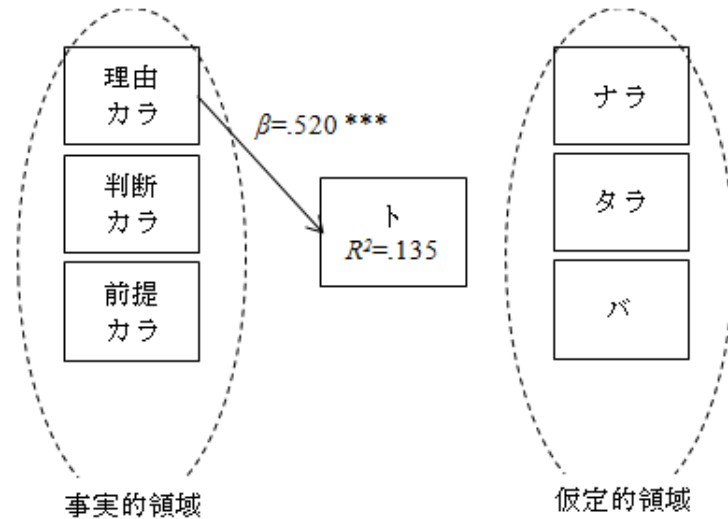 理由
カラ
判断
カラ
前提
カラ
事実的領域
β=.520 ***
ト
R²=.135
ナラ
タラ
バ
仮定的領域